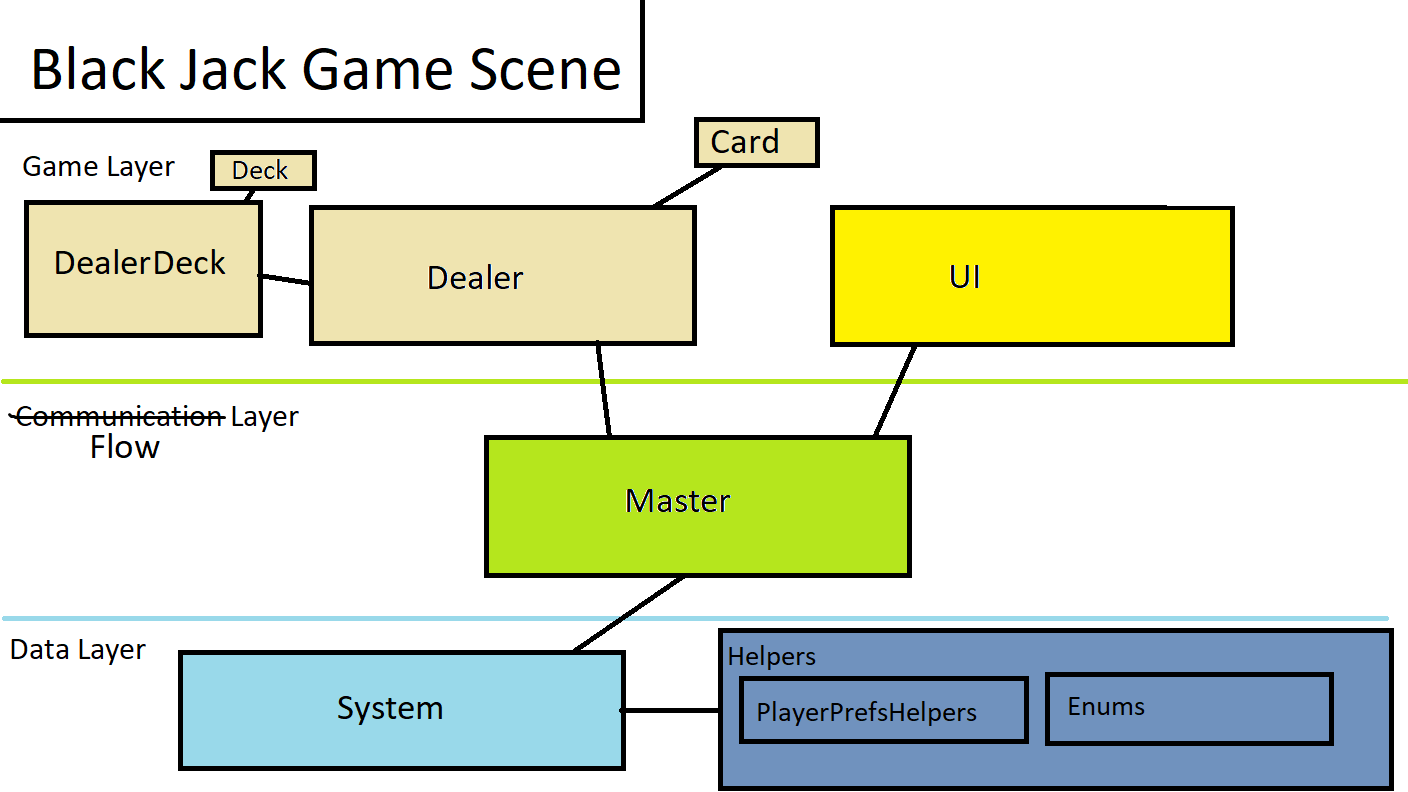 Black Jack Game Scene
Card
Game Layer
Deck
DealerDeck
Dealer
UI
Communication Layer
Flow
Master
Data Layer
Helpers
System
PlayerPrefsHelpers
Enums